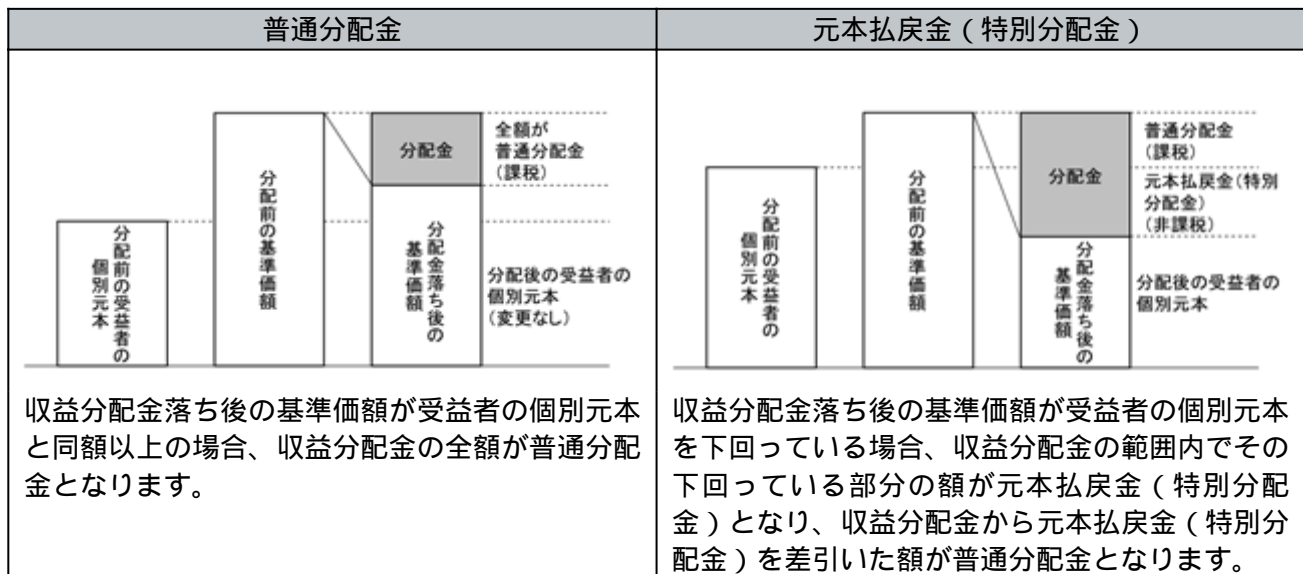 普通分配金
分配前の受益者の
個別元本
分配前の基準価額
分配金
分配金落ち後の
基準価額
全額が
普通分配金
(課税)
分配後の受益者の
個別元本
(変更なし)
収益分配金落ち後の基準価額が受益者の個別元本
と同額以上の場合、収益分配金の全額が普通分配
金となります。
元本払戻金(特別分配金)
分配前の受益者の
個別元本
分配前の基準価額
分配金
分配金落ち後の
基準価額
普通分配金
(課税)
元本払戻金(特別
分配金)
(非課税)
分配後の受益者の
個別元本
収益分配金落ち後の基準価額が受益者の個別元本
を下回っている場合、収益分配金の範囲内でその
下回っている部分の額が元本払戻金(特別分配
金)となり、収益分配金から元本払戻金(特別分
配金)を差引いた額が普通分配金となります。